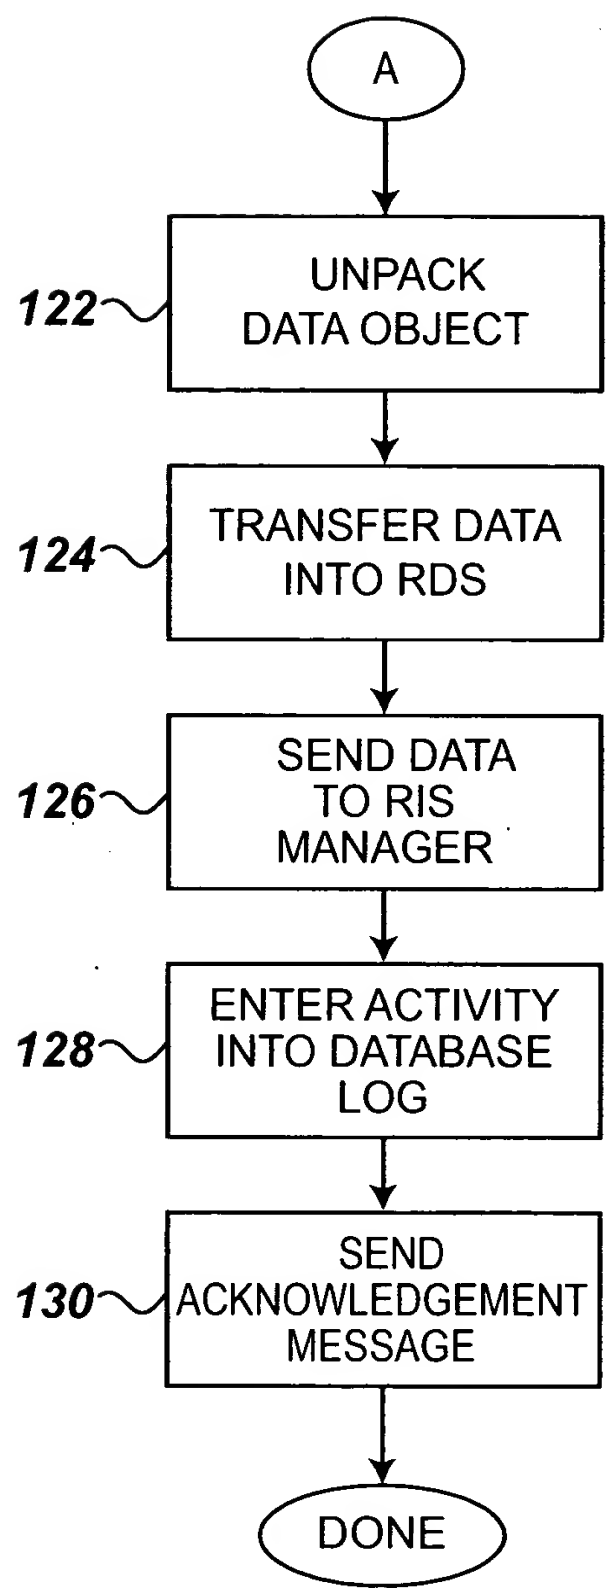 A
122
UNPACK
DATA OBJECT
124
TRANSFER DATA
INTO RDS
126
SEND DATA
TO RIS
MANAGER
128
ENTER ACTIVITY
INTO DATABASE
LOG
130
SEND
ACKNOWLEDGEMENT
MESSAGE
DONE